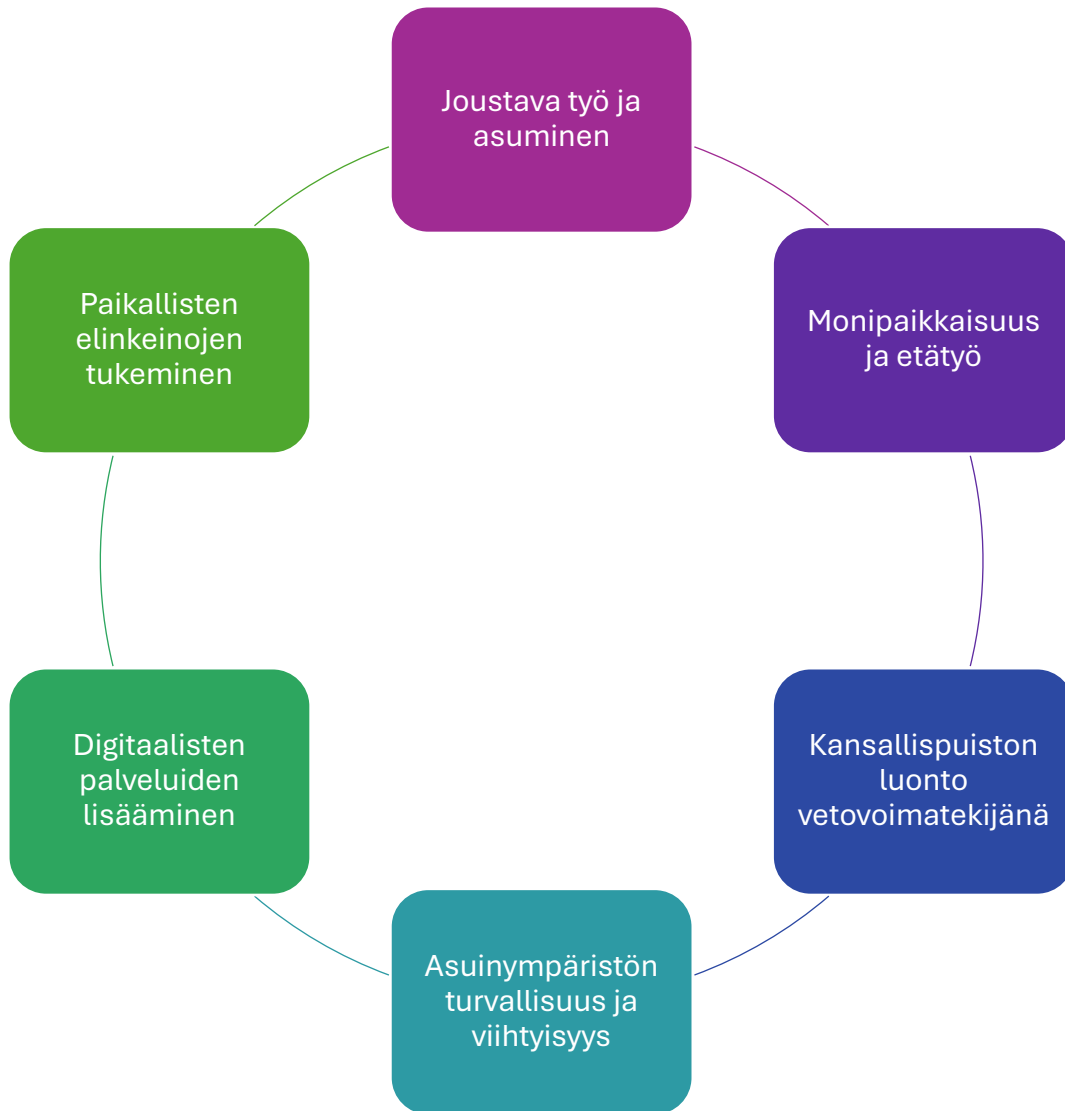 Joustava työ ja
asuminen
Monipaikkaisuus
ja etätyö
Kansallispuiston
luonto
vetovoimatekijänä
Asuinympäristön
turvallisuus ja
viihtyisyys
Digitaalisten
palveluiden
lisääminen
Paikallisten
elinkeinojen
tukeminen